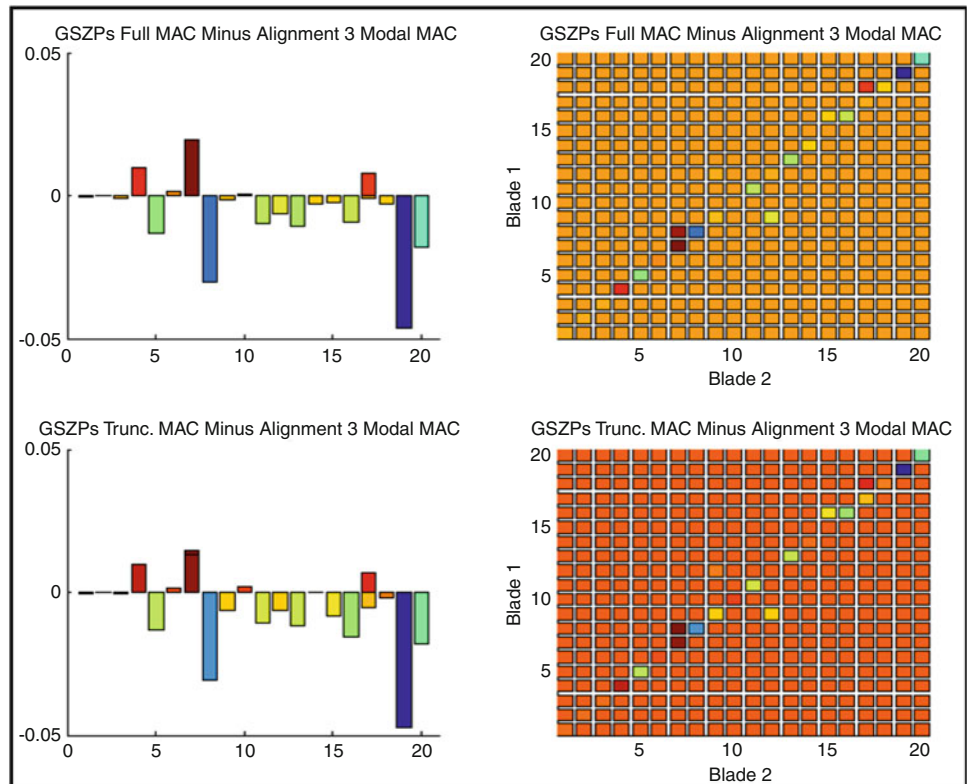 GSZPs Full MAC Minus Alignment 3 Modal MAC
0.05
0
-0.05
0 5 10 15 20
GSZPs Full MAC Minus Alignment 3 Modal MAC
20
15
10
5
Blade 1
5 10 15 20
Blade 2
GSZPs Trunc. MAC Minus Alignment 3 Modal MAC
0.05
0
-0.05
0 5 10 15 20
GSZPs Trunc. MAC Minus Alignment 3 Modal MAC
20
15
10
5
Blade 1
5 10 15 20
Blade 2